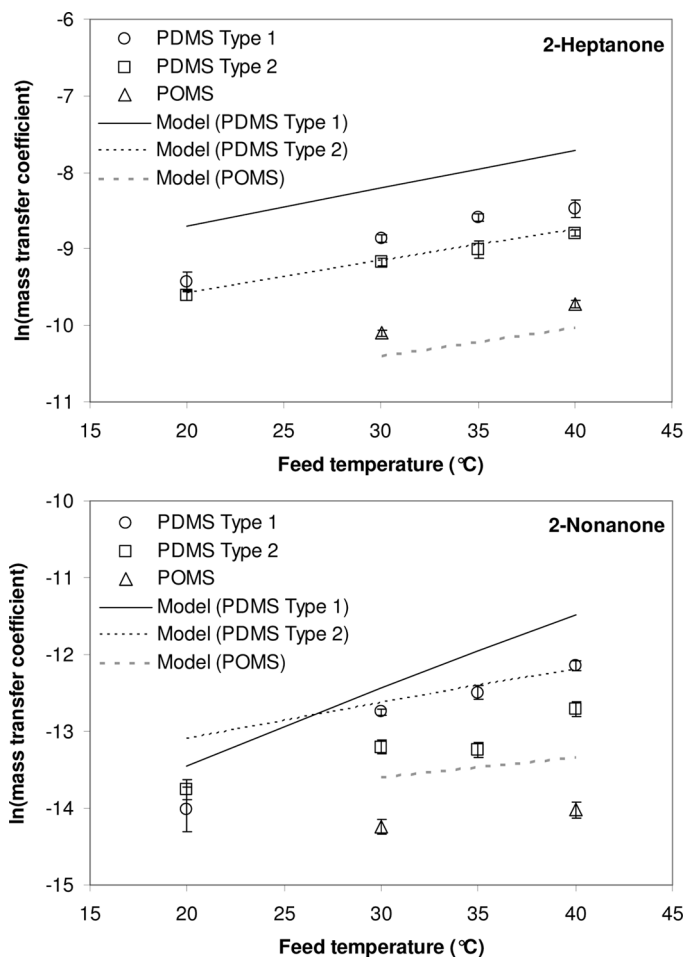 -6
PDMS Type 1
2-Heptanone
PDMS Type 2
-7
POMS
Model (PDMS Type 1)
Model (PDMS Type 2)
-8
Model (POMS)
-9
-10
-11
ln(mass transfer coefficient)
15 20 25 30 35 40 45
Feed temperature (°C)
-10
PDMS Type 1
2-Nonanone
PDMS Type 2
-11
POMS
Model (PDMS Type 1)
Model (PDMS Type 2)
-12
Model (POMS)
-13
-14
-15
ln(mass transfer coefficient)
15 20 25 30 35 40 45
Feed temperature (°C)